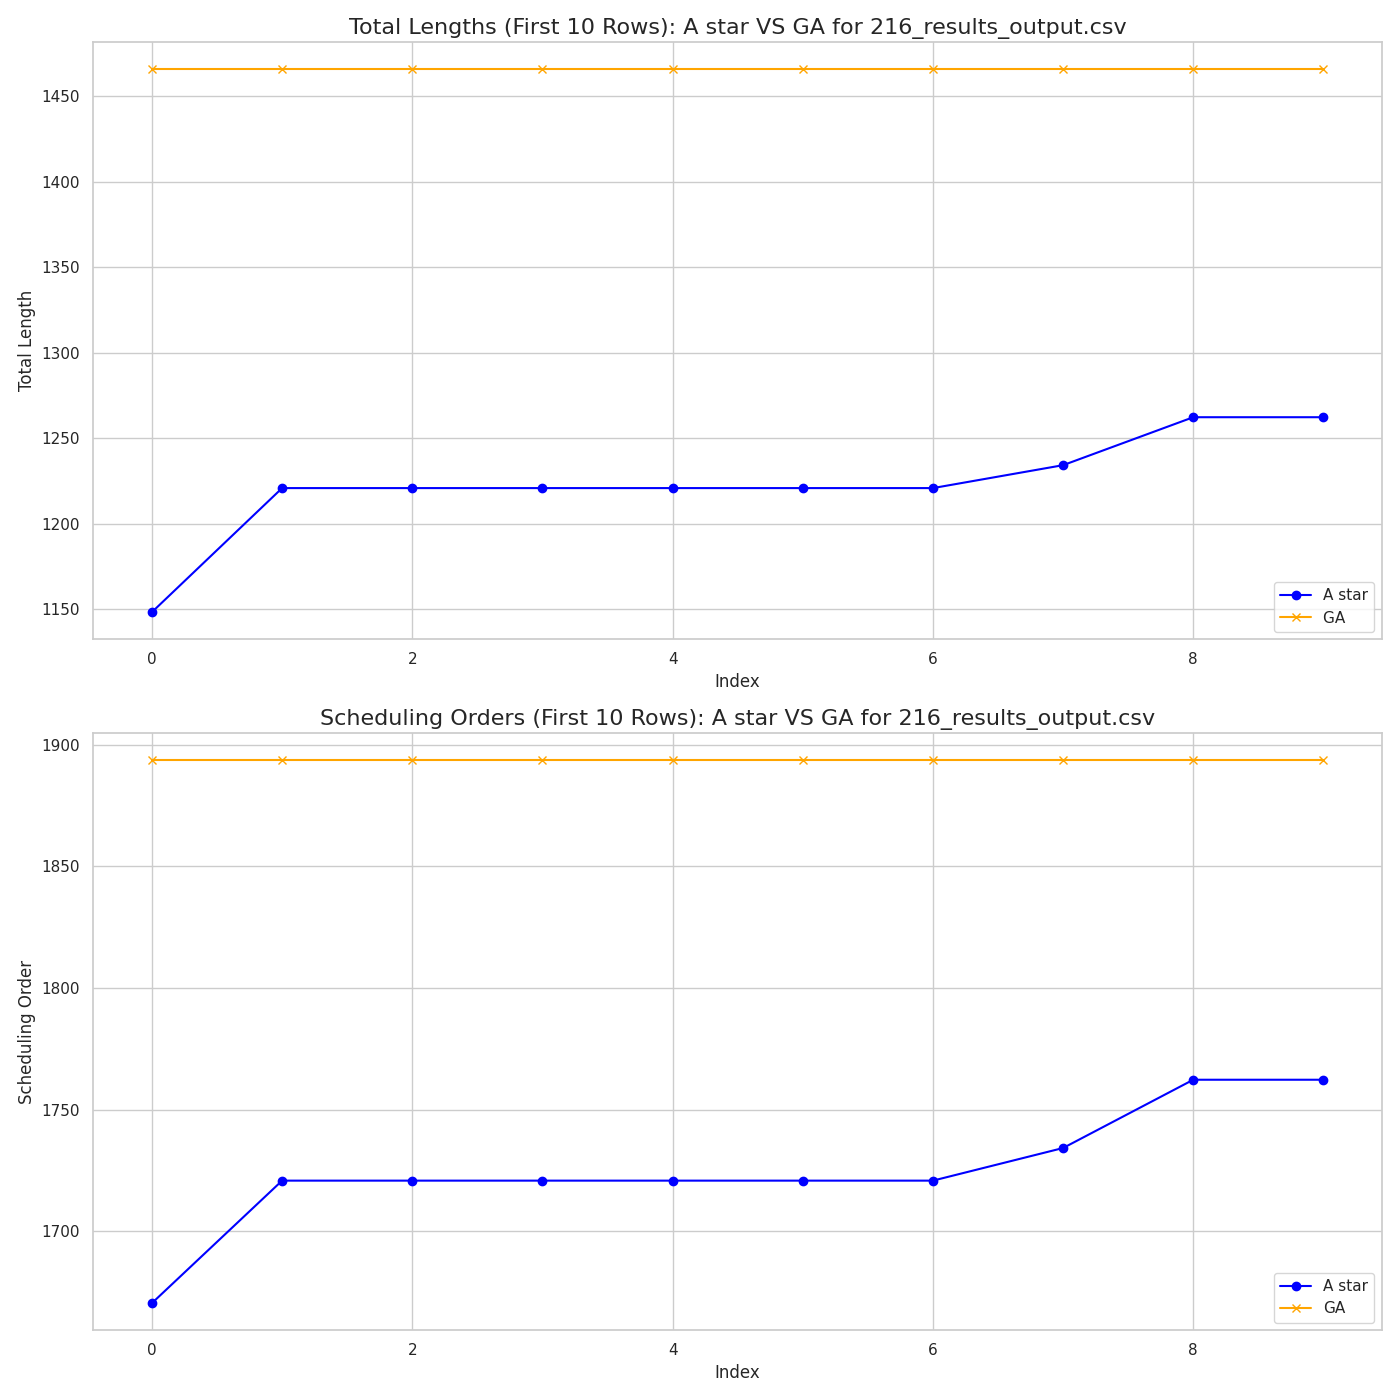 Total Lengths (First 10 Rows): A star VS GA for 216_results_output.csv
Total Length
1450
1400
1350
1300
1250
1200
1150
0 2 4 6 8
Index
A star
GA
Scheduling Orders (First 10 Rows): A star VS GA for 216_results_output.csv
Scheduling Order
1900
1850
1800
1750
1700
0 2 4 6 8
Index
A star
GA